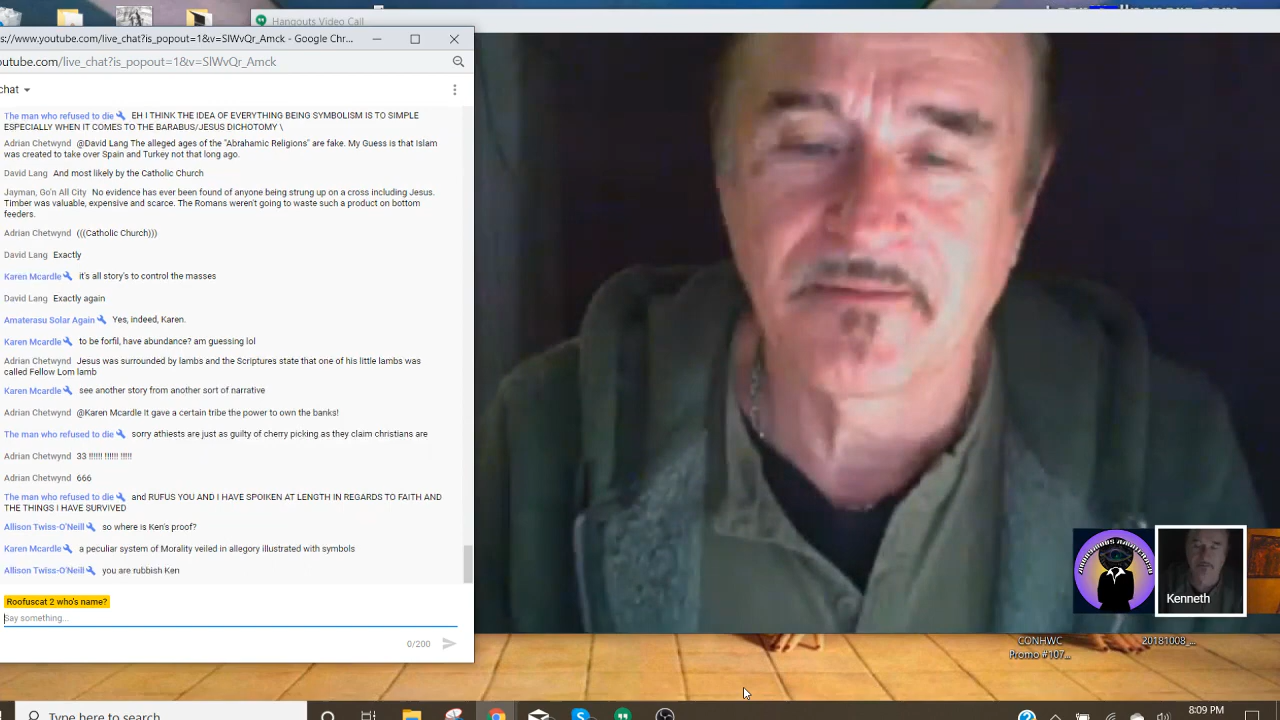 Hangouts Video Call
s://www.youtube.com/live_chat?is_popout=1&v=SlWvQr_Amck - Google Chr...
outube.com/live_chat?is_popout=1&v=SlWvQr_Amck
chat
The man who refused to die EH I THINK THE IDEA OF EVERYTHING BEING SYMBOLISM IS TO SIMPLE
ESPECIALLY WHEN IT COMES TO THE BARABUS/JESUS DICHOTOMY \
Adrian Chetwynd @David Lang The alleged ages of the "Abrahamic Religions" are fake. My Guess is that Islam
was created to take over Spain and Turkey not that long ago.
David Lang And most likely by the Catholic Church
Jayman, Go'n All City No evidence has ever been found of anyone being strung up on a cross including Jesus.
Timber was valuable, expensive and scarce. The Romans weren't going to waste such a product on bottom
feeders.
Adrian Chetwynd (((Catholic Church)))
David Lang Exactly
Karen Mcardle it's all story's to control the masses
David Lang Exactly again
Amaterasu Solar Again Yes, indeed, Karen.
Karen Mcardle to be forfil, have abundance? am guessing lol
Adrian Chetwynd Jesus was surrounded by lambs and the Scriptures state that one of his little lambs was
called Fellow Lom lamb
Karen Mcardle see another story from another sort of narrative
Adrian Chetwynd @Karen Mcardle It gave a certain tribe the power to own the banks!
The man who refused to die sorry athiests are just as guilty of cherry picking as they claim christians are
Adrian Chetwynd 33 !!!!!! !!!!!! !!!!!
Adrian Chetwynd 666
The man who refused to die and RUFUS YOU AND I HAVE SPOIKEN AT LENGTH IN REGARDS TO FAITH AND
THE THINGS I HAVE SURVIVED
Allison Twiss-O'Neill so where is Ken's proof?
Karen Mcardle a peculiar system of Morality veiled in allegory illustrated with symbols
Allison Twiss-O'Neill you are rubbish Ken
Roofuscat 2 who's name?
Say something...
0/200
Kenneth
CONHWC
Promo #107...
20181008_...
Type here to search
8:09 PM